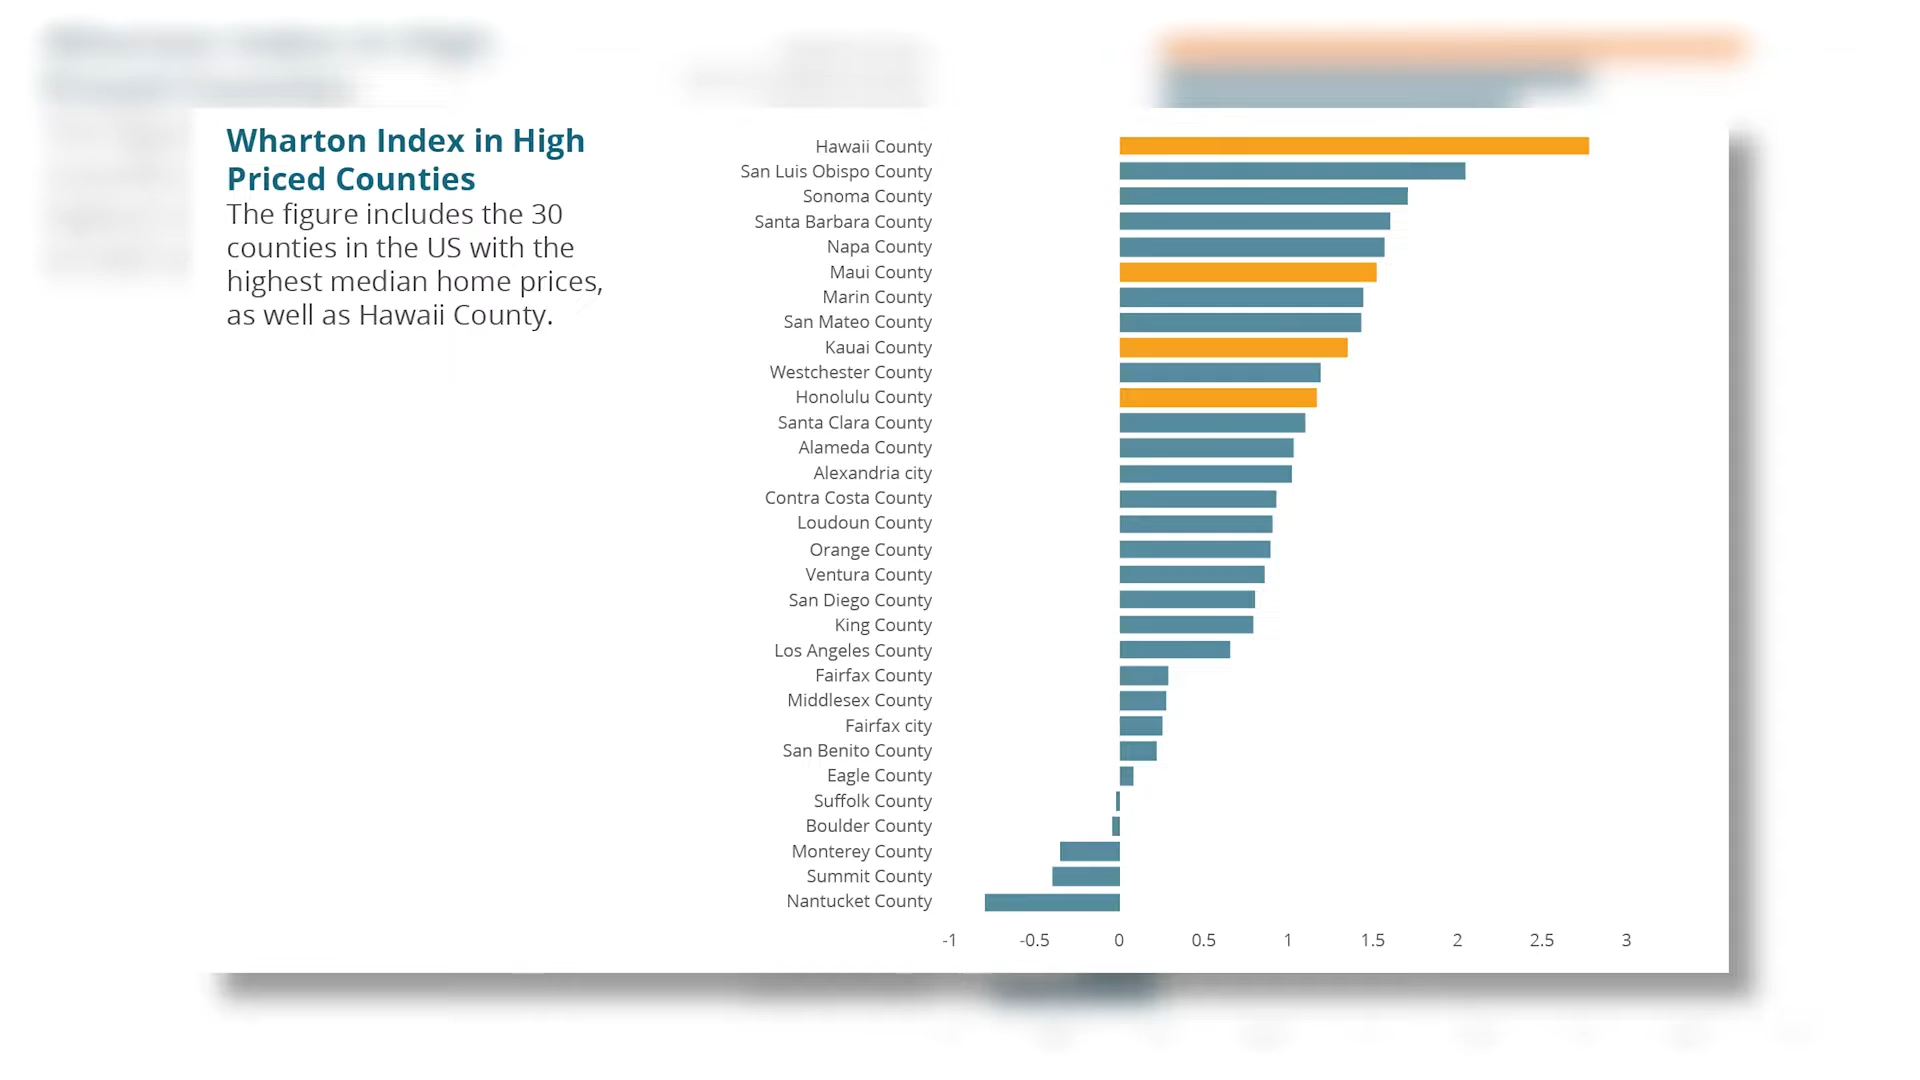 Wharton Index in High
Priced Counties
The figure includes the 30
counties in the US with the
highest median home prices,
as well as Hawaii County.
Hawaii County
San Luis Obispo County
Sonoma County
Santa Barbara County
Napa County
Maui County
Marin County
San Mateo County
Kauai County
Westchester County
Honolulu County
Santa Clara County
Alameda County
Alexandria city
Contra Costa County
Loudoun County
Orange County
Ventura County
San Diego County
King County
Los Angeles County
Fairfax County
Middlesex County
Fairfax city
San Benito County
Eagle County
Suffolk County
Boulder County
Monterey County
Summit County
Nantucket County
-1 -0.5 0 0.5 1 1.5 2 2.5 3